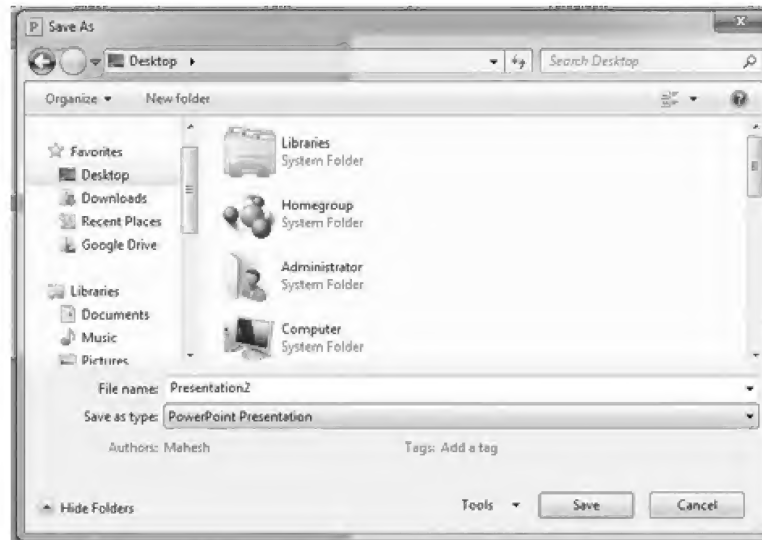 Save As
Desktop
Search Desktop
Organize
New folder
Favorites
Desktop
Downloads
Recent Places
Google Drive
Libraries
Documents
Music
Pictures
Libraries
System Folder
Homegroup
System Folder
Administrator
System Folder
Computer
System Folder
File name: Presentation2
Save as type: PowerPoint Presentation
Authors: Mahesh Tags: Add a tag
Hide Folders
Tools
Save
Cancel